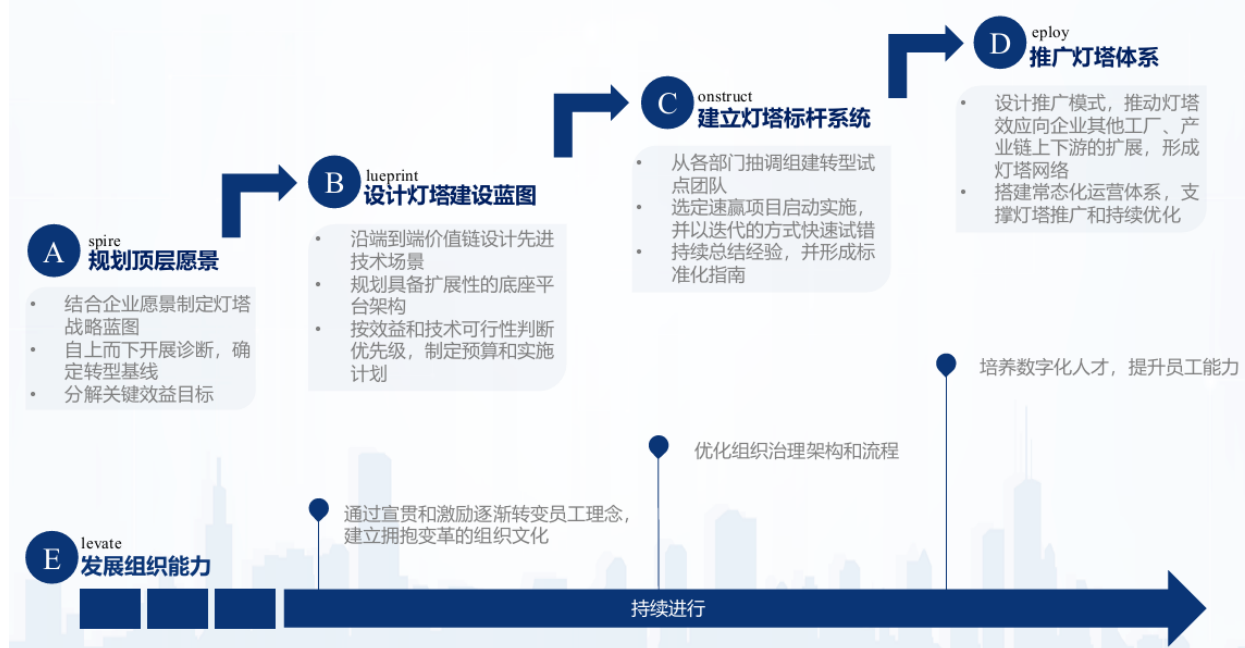 A spire
规划顶层愿景
• 结合企业愿景制定灯塔
战略蓝图
• 自上而下开展诊断，确
定转型基线
• 分解关键效益目标
B lueprint
设计灯塔建设蓝图
• 沿端到端价值链设计先进
技术场景
• 规划具备扩展性的底座平
台架构
• 按效益和技术可行性判断
优先级，制定预算和实施
计划
C onstruct
建立灯塔标杆系统
• 从各部门抽调组建转型试
点团队
• 选定速赢项目启动实施，
并以迭代的方式快速试错
• 持续总结经验，并形成标
准化指南
D eploy
推广灯塔体系
• 设计推广模式，推动灯塔
效应向企业其他工厂、产
业链上下游的扩展，形成
灯塔网络
• 搭建常态化运营体系，支
撑灯塔推广和持续优化
E levate
发展组织能力
通过宣贯和激励逐渐转变员工理念，
建立拥抱变革的组织文化
优化组织治理架构和流程
培养数字化人才，提升员工能力
持续进行